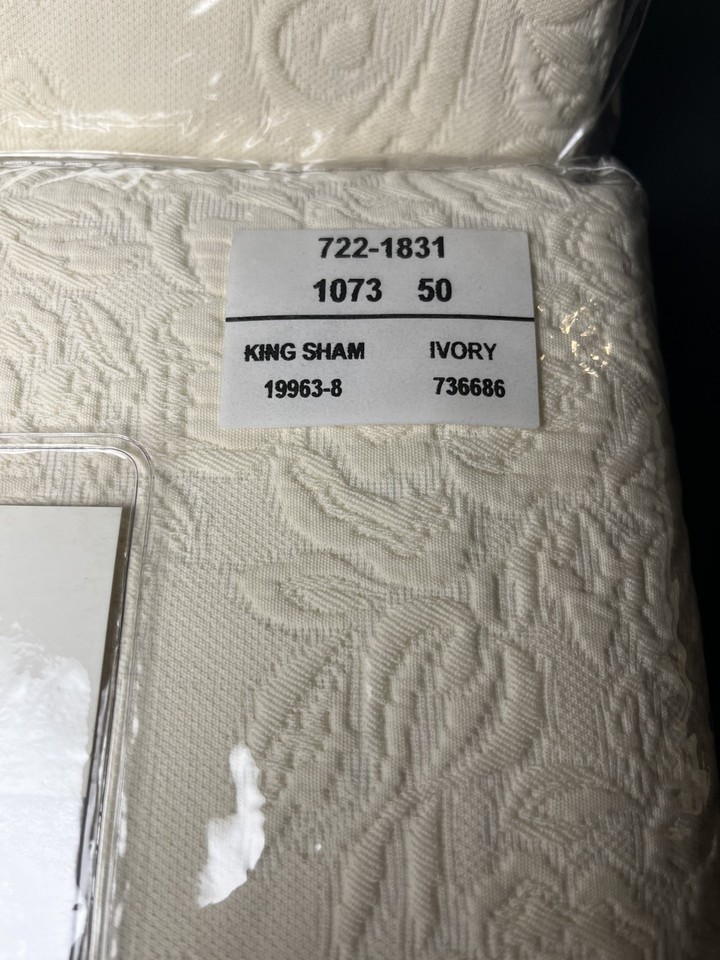 722-1831
1073 50
KING SHAM IVORY
19963-8 736686